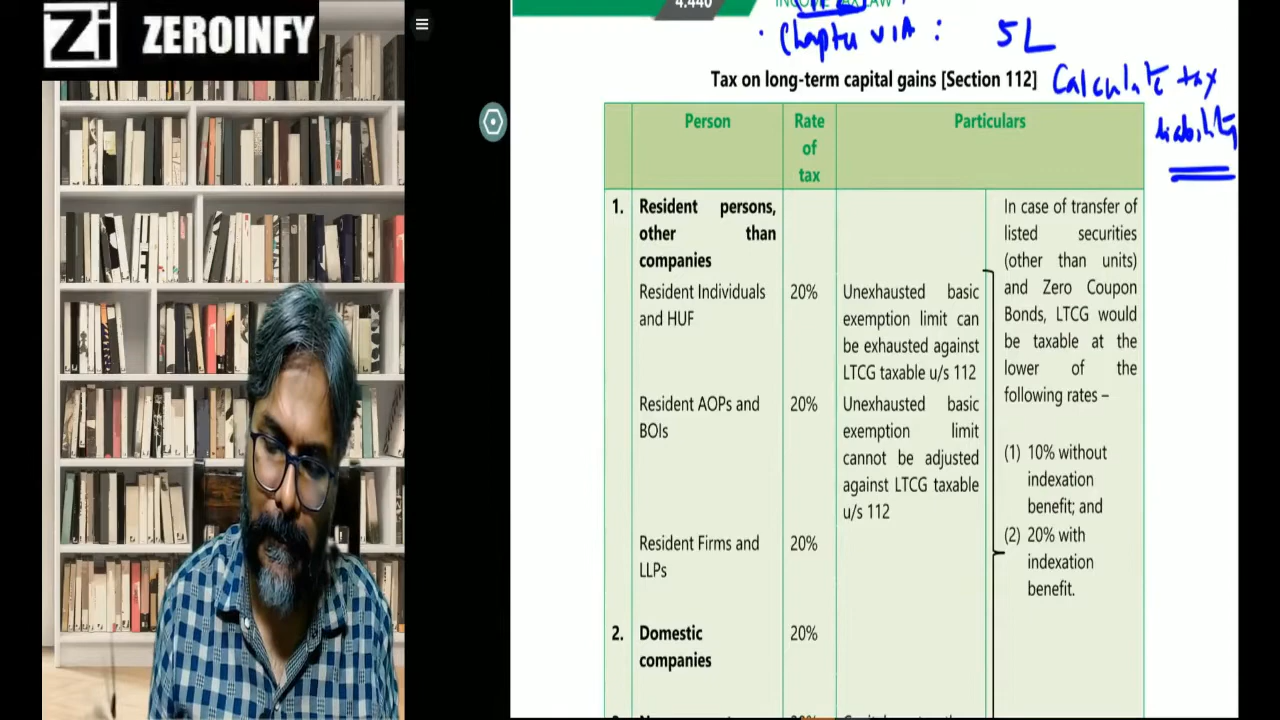 Zi ZEROINFY
4.440 INCOME TAX LAW
· Chapter VIA : 5L
Tax on long-term capital gains [Section 112] Calculate tax
liability
Person Rate of tax Particulars
1. Resident persons,
other than
companies
Resident Individuals
and HUF
20%
Unexhausted basic
exemption limit can
be exhausted against
LTCG taxable u/s 112
Resident AOPs and
BOIs
20%
Unexhausted basic
exemption limit
cannot be adjusted
against LTCG taxable
u/s 112
Resident Firms and
LLPs
20%
In case of transfer of
listed securities
(other than units)
and Zero Coupon
Bonds, LTCG would
be taxable at the
lower of the
following rates –
(1) 10% without
indexation
benefit; and
(2) 20% with
indexation
benefit.
2. Domestic
companies
20%